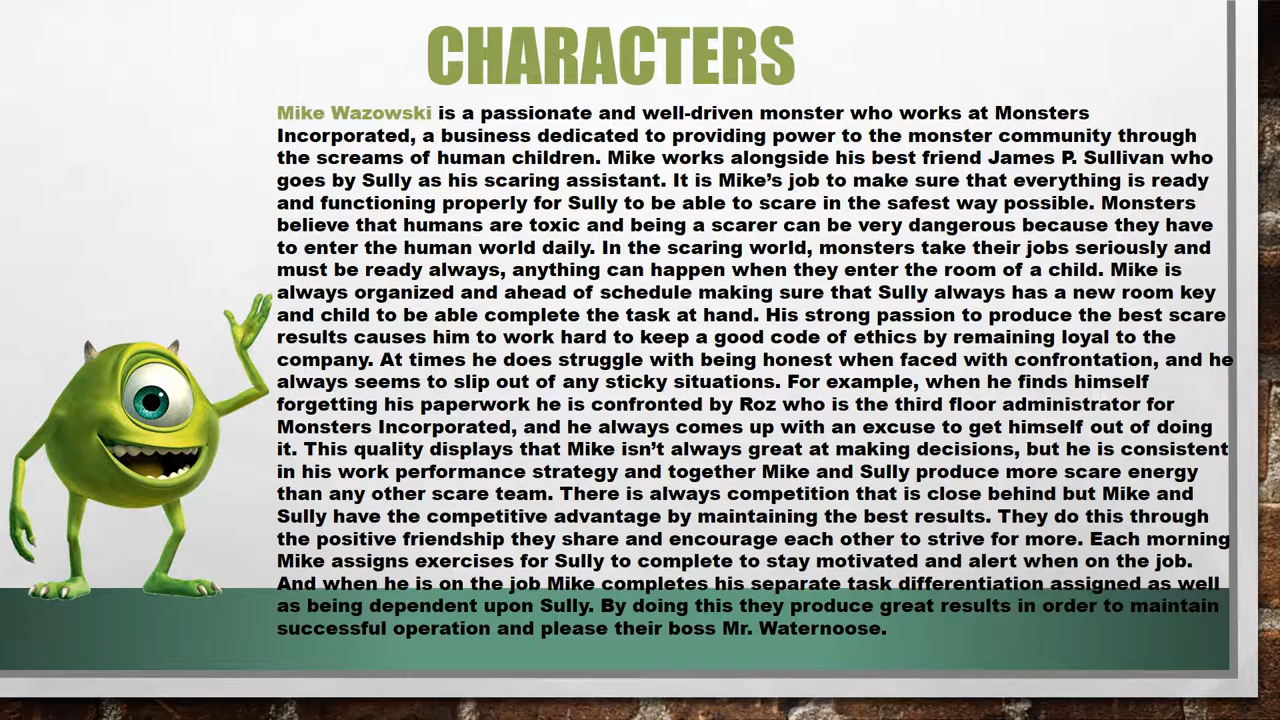 CHARACTERS
Mike Wazowski is a passionate and well-driven monster who works at Monsters
Incorporated, a business dedicated to providing power to the monster community through
the screams of human children. Mike works alongside his best friend James P. Sullivan who
goes by Sully as his scaring assistant. It is Mike’s job to make sure that everything is ready
and functioning properly for Sully to be able to scare in the safest way possible. Monsters
believe that humans are toxic and being a scarer can be very dangerous because they have
to enter the human world daily. In the scaring world, monsters take their jobs seriously and
must be ready always, anything can happen when they enter the room of a child. Mike is
always organized and ahead of schedule making sure that Sully always has a new room key
and child to be able complete the task at hand. His strong passion to produce the best scare
results causes him to work hard to keep a good code of ethics by remaining loyal to the
company. At times he does struggle with being honest when faced with confrontation, and he
always seems to slip out of any sticky situations. For example, when he finds himself
forgetting his paperwork he is confronted by Roz who is the third floor administrator for
Monsters Incorporated, and he always comes up with an excuse to get himself out of doing
it. This quality displays that Mike isn’t always great at making decisions, but he is consistent
in his work performance strategy and together Mike and Sully produce more scare energy
than any other scare team. There is always competition that is close behind but Mike and
Sully have the competitive advantage by maintaining the best results. They do this through
the positive friendship they share and encourage each other to strive for more. Each morning
Mike assigns exercises for Sully to complete to stay motivated and alert when on the job.
And when he is on the job Mike completes his separate task differentiation assigned as well
as being dependent upon Sully. By doing this they produce great results in order to maintain
successful operation and please their boss Mr. Waternoose.